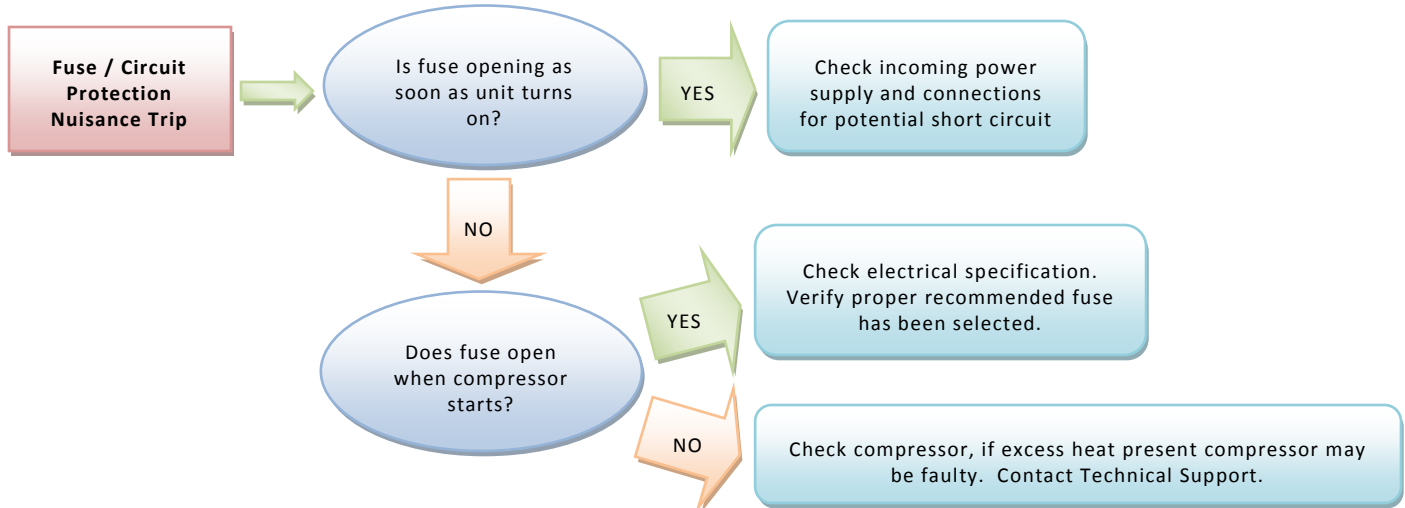 Fuse / Circuit
Protection
Nuisance Trip
Is fuse opening as
soon as unit turns
on?
YES
Check incoming power
supply and connections
for potential short circuit
NO
Does fuse open
when compressor
starts?
YES
Check electrical specification.
Verify proper recommended fuse
has been selected.
NO
Check compressor, if excess heat present compressor may
be faulty.  Contact Technical Support.